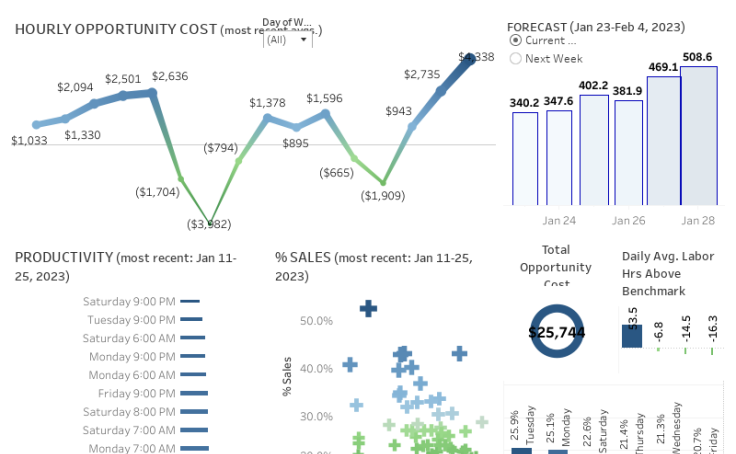 HOURLY OPPORTUNITY COST (most recent avgs.)
Day of W...
(All)
$1,033
$1,330
$2,094
$2,501
$2,636
($1,704)
($3,982)
($794)
$1,378
$895
$1,596
($665)
($1,909)
$943
$2,735
$4,338
FORECAST (Jan 23-Feb 4, 2023)
Current ...
Next Week
340.2
347.6
402.2
381.9
469.1
508.6
Jan 24
Jan 26
Jan 28
PRODUCTIVITY (most recent: Jan 11-
25, 2023)
Saturday 9:00 PM
Tuesday 9:00 PM
Saturday 6:00 AM
Monday 9:00 PM
Monday 6:00 AM
Friday 9:00 PM
Saturday 8:00 PM
Saturday 7:00 AM
Monday 7:00 AM
% SALES (most recent: Jan 11-25,
2023)
% Sales
50.0%
40.0%
30.0%
Total
Opportunity
Cost
$25,744
Daily Avg. Labor
Hrs Above
Benchmark
53.5
-6.8
-14.5
-16.3
25.9%
Tuesday
25.1%
Monday
22.6%
Saturday
21.4%
Thursday
21.3%
Wednesday
20.7%
Friday